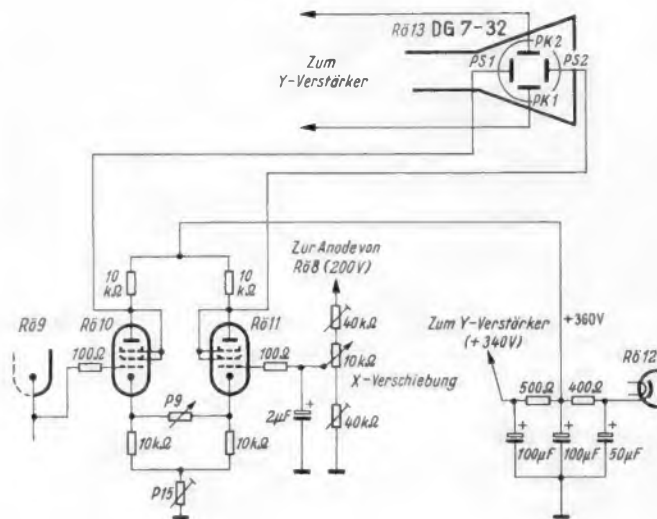 Rö13 DG 7-32
Zum
Y-Verstärker
PK2
PS1
PS2
PK1
Zur Anode von
Rö8 (200V)
10
kΩ
10
kΩ
Rö9
Rö10
Rö11
40kΩ
Zum Y-Verstärker
(+340V)
+360V
Rö12
100Ω
100Ω
10kΩ
X-Verschiebung
500Ω
400Ω
P9
2µF
+
40kΩ
+
+
+
10kΩ
10kΩ
100µF
100µF
50µF
P15